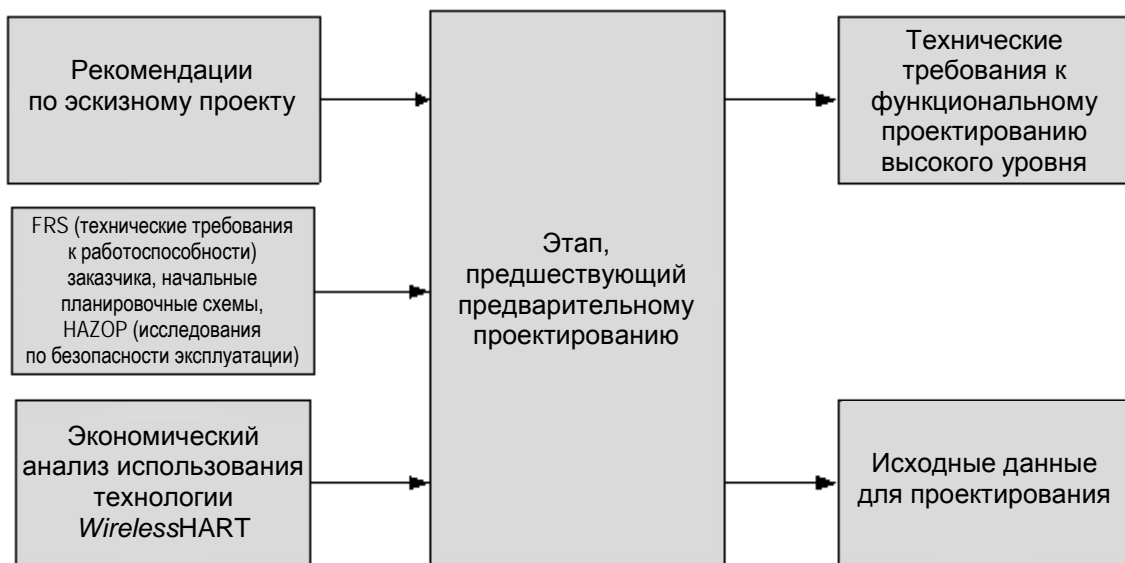 Рекомендации
по эскизному проекту
FRS (технические требования
к работоспособности)
заказчика, начальные
планировочные схемы,
HAZOP (исследования
по безопасности эксплуатации)
Экономический
анализ использования
технологии
WirelessHART
Этап,
предшествующий
предварительному
проектированию
Технические
требования к
функциональному
проектированию
высокого уровня
Исходные данные
для проектирования